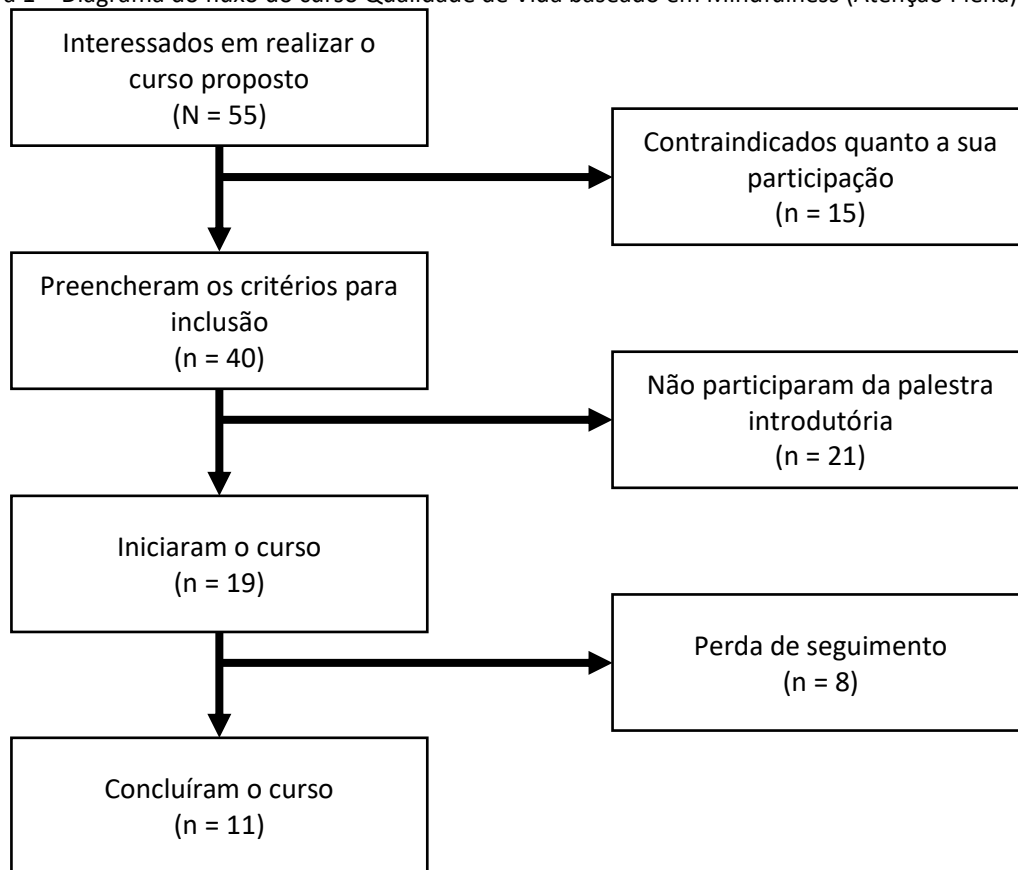 a 1 – Diagrama do fluxo do curso Qualidade de Vida baseado em Mindfulness (Atenção Plena)
Interessados em realizar o
curso proposto
(N = 55)
Contraindicados quanto a sua
participação
(n = 15)
Preencheram os critérios para
inclusão
(n = 40)
Não participaram da palestra
introdutória
(n = 21)
Iniciaram o curso
(n = 19)
Perda de seguimento
(n = 8)
Concluíram o curso
(n = 11)